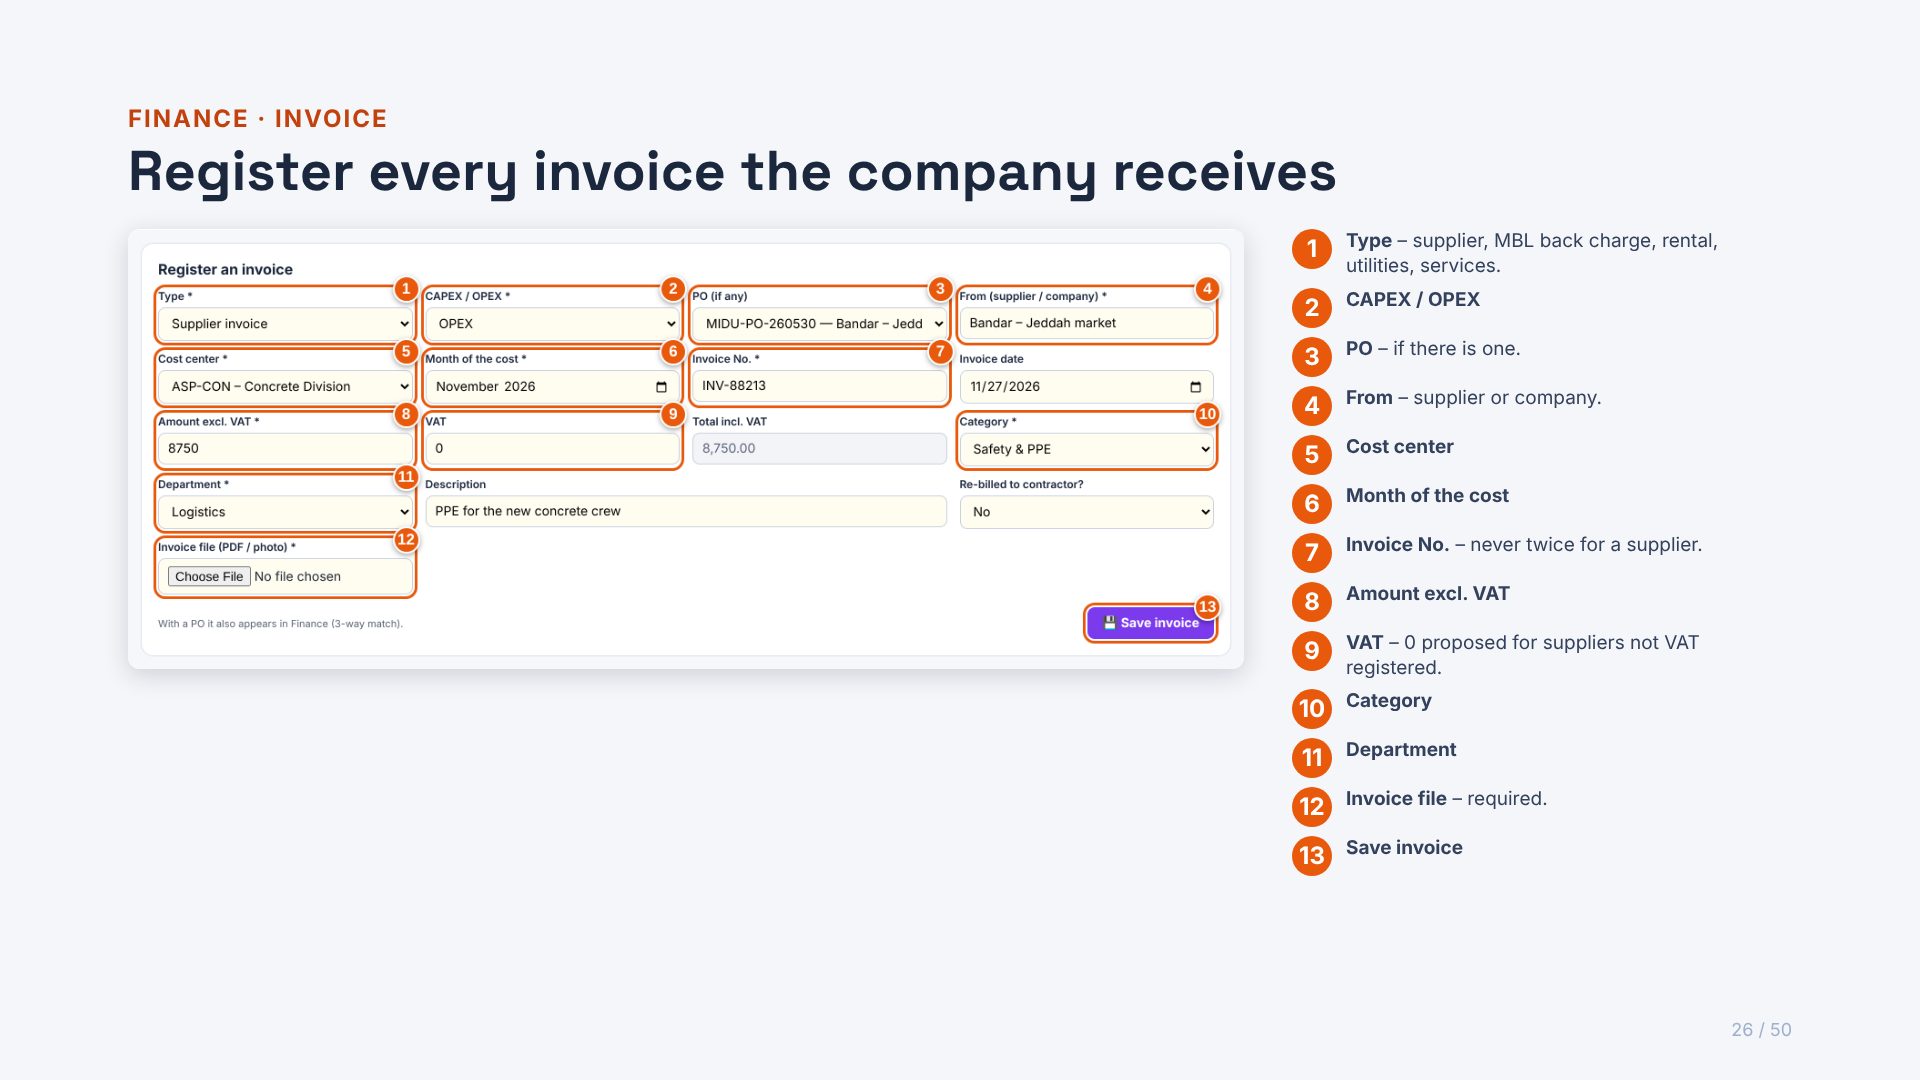 FINANCE · INVOICE
Register every invoice the company receives
Register an invoice
Type * 1
CAPEX / OPEX * 2
PO (if any) 3
From (supplier / company) * 4
Supplier invoice
OPEX
MIDU-PO-260530 — Bandar – Jedd
Bandar – Jeddah market
Cost center * 5
Month of the cost * 6
Invoice No. * 7
Invoice date
ASP-CON – Concrete Division
November 2026
INV-88213
11/27/2026
Amount excl. VAT * 8
VAT 9
Total incl. VAT
Category * 10
8750
0
8,750.00
Safety & PPE
Department * 11
Description
Re-billed to contractor?
Logistics
PPE for the new concrete crew
No
Invoice file (PDF / photo) * 12
Choose File No file chosen
With a PO it also appears in Finance (3-way match).
💾 Save invoice 13
1 Type – supplier, MBL back charge, rental,
utilities, services.
2 CAPEX / OPEX
3 PO – if there is one.
4 From – supplier or company.
5 Cost center
6 Month of the cost
7 Invoice No. – never twice for a supplier.
8 Amount excl. VAT
9 VAT – 0 proposed for suppliers not VAT
registered.
10 Category
11 Department
12 Invoice file – required.
13 Save invoice
26 / 50